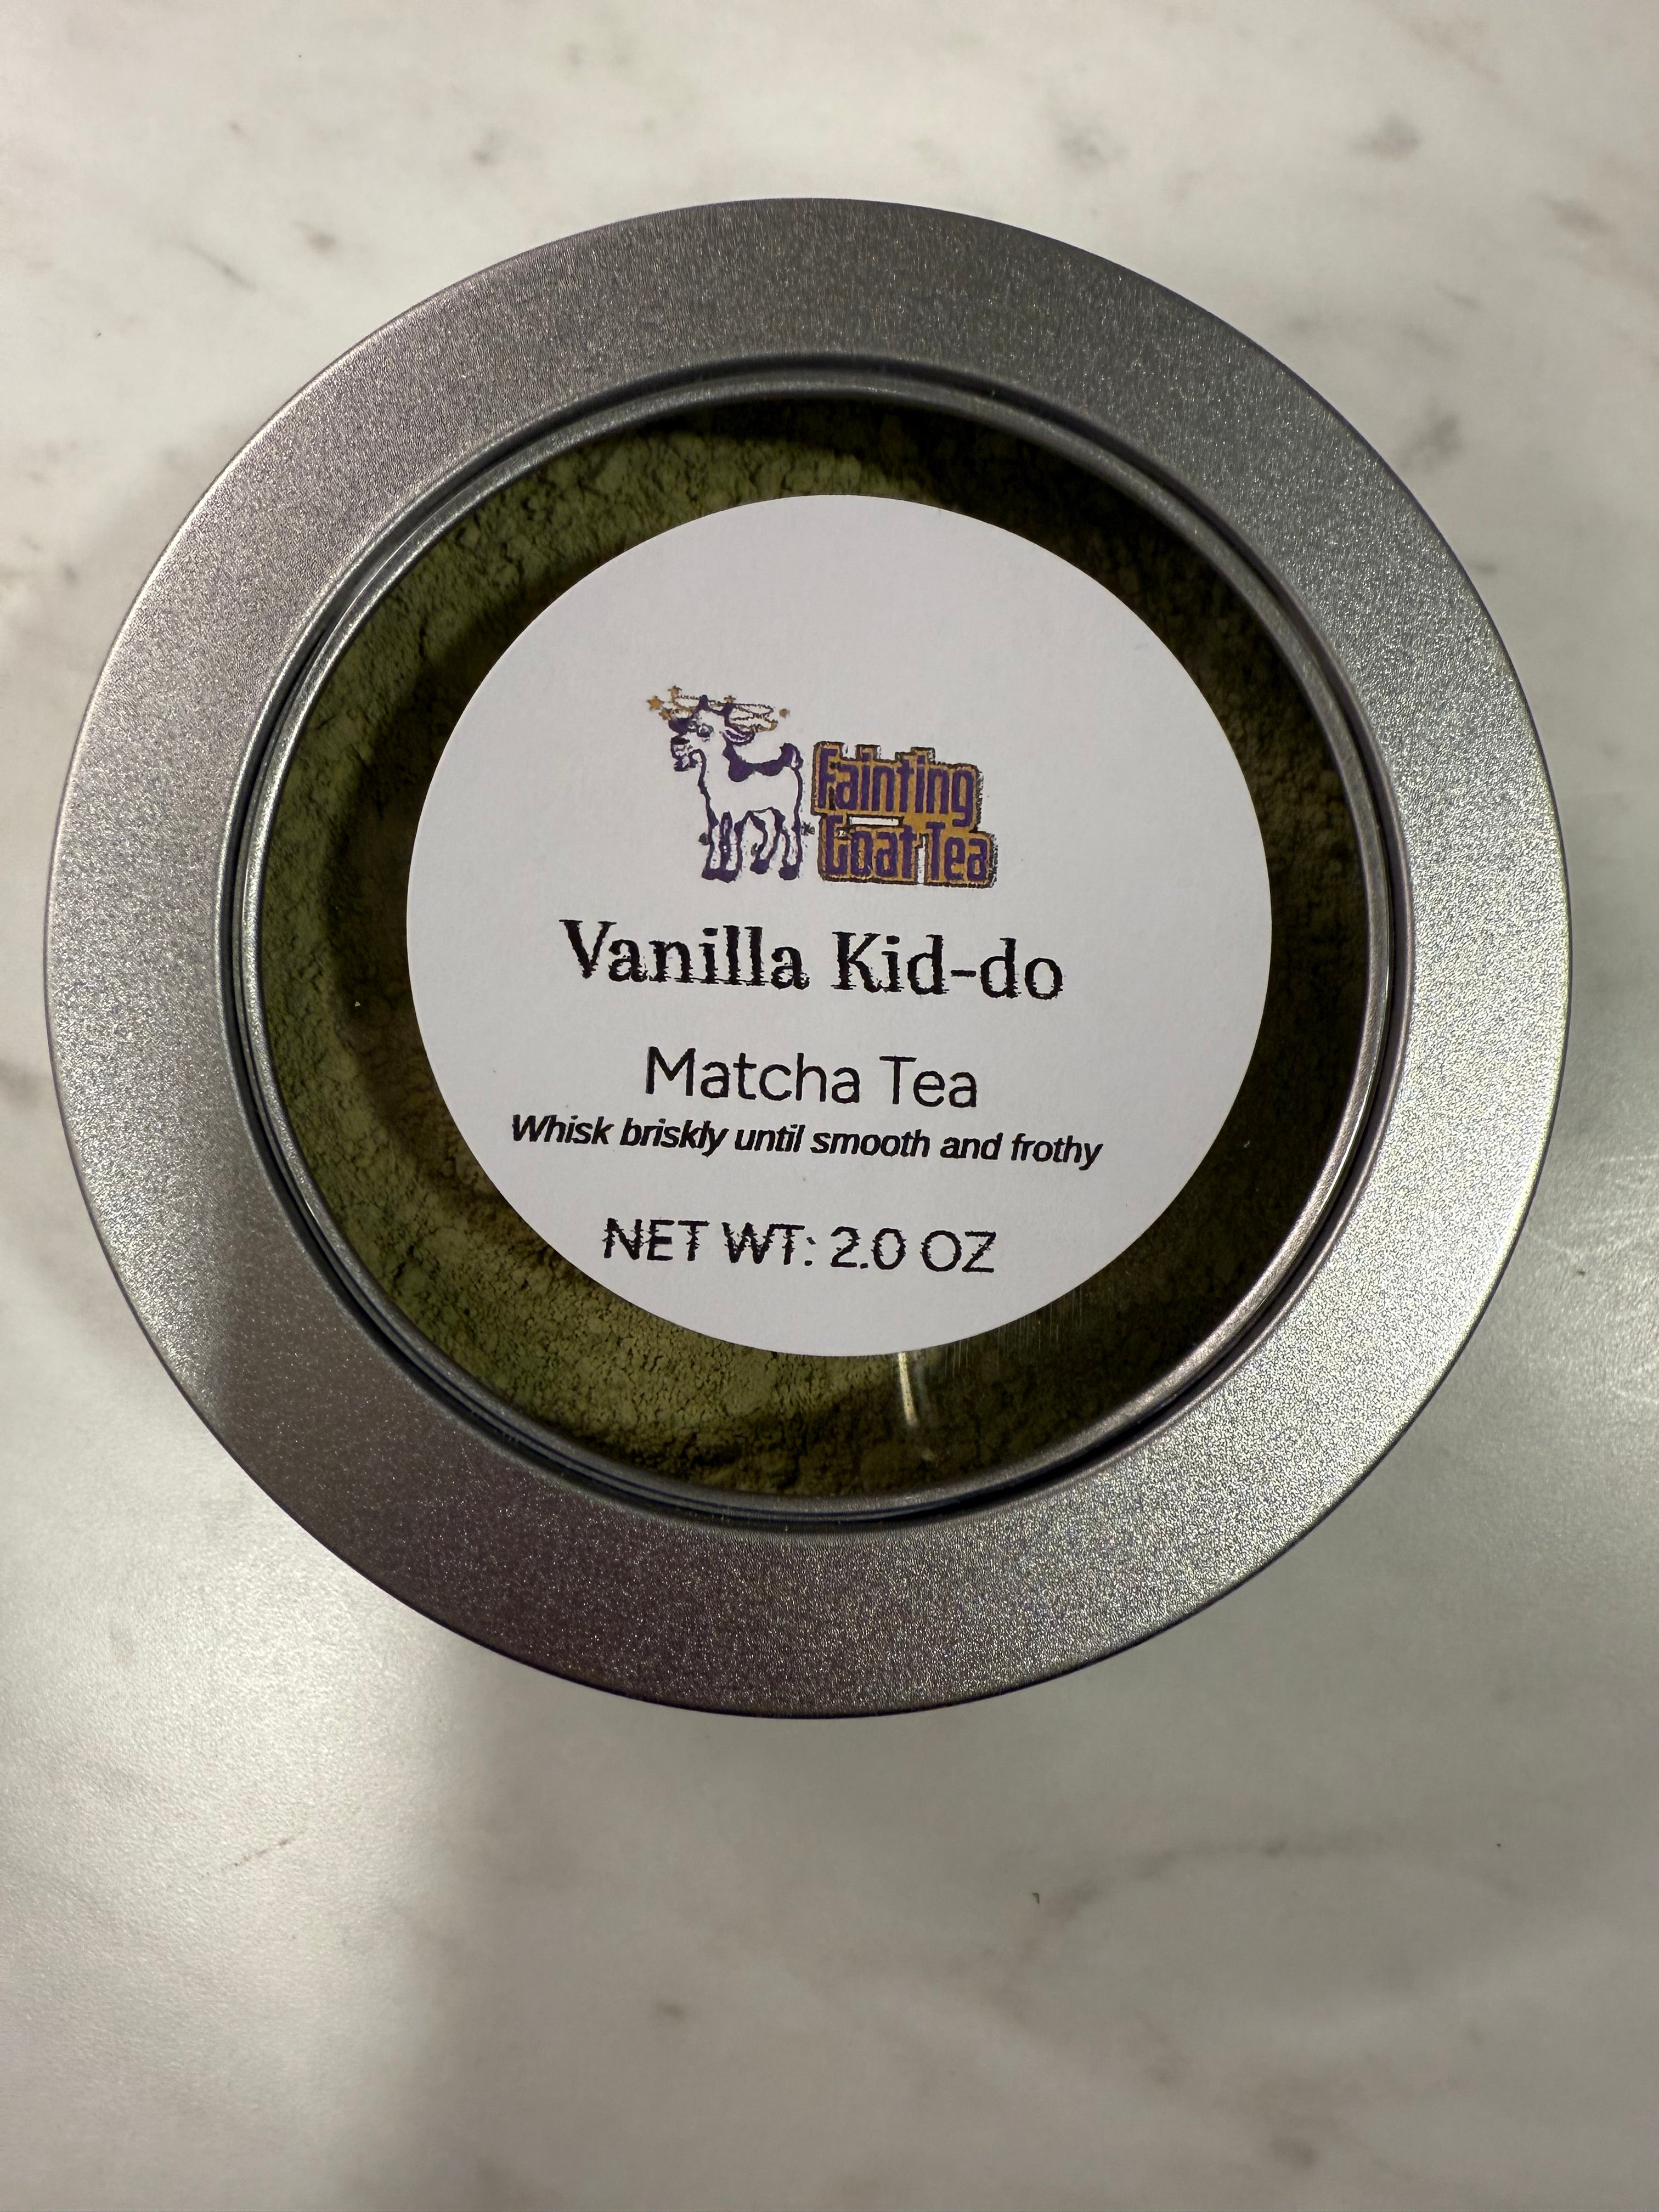 Fainting
Goat Tea
Vanilla Kid-do
Matcha Tea
Whisk briskly until smooth and frothy
NET WT: 2.0 OZ